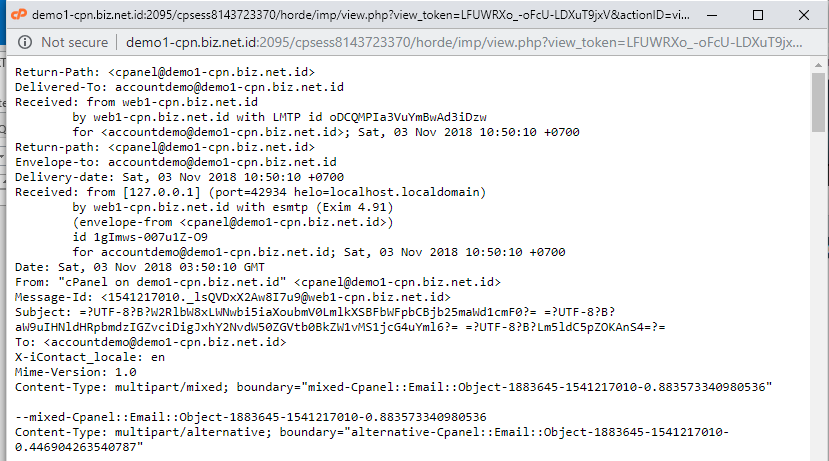 demo1-cpn.biz.net.id:2095/cpsess8143723370/horde/imp/view.php?view_token=LFUWRXo_-oFcU-LDXuT9jxV&actionID=vi...
Not secure | demo1-cpn.biz.net.id:2095/cpsess8143723370/horde/imp/view.php?view_token=LFUWRXo_-oFcU-LDXuT9jx...
Return-Path: <cpanel@demo1-cpn.biz.net.id>
Delivered-To: accountdemo@demo1-cpn.biz.net.id
Received: from web1-cpn.biz.net.id
by web1-cpn.biz.net.id with LMTP id oDCQMPIa3VuYmBwAd3iDzw
for <accountdemo@demo1-cpn.biz.net.id>; Sat, 03 Nov 2018 10:50:10 +0700
Return-path: <cpanel@demo1-cpn.biz.net.id>
Envelope-to: accountdemo@demo1-cpn.biz.net.id
Delivery-date: Sat, 03 Nov 2018 10:50:10 +0700
Received: from [127.0.0.1] (port=42934 helo=localhost.localdomain)
by web1-cpn.biz.net.id with esmtp (Exim 4.91)
(envelope-from <cpanel@demo1-cpn.biz.net.id>)
id 1gImws-007u1Z-O9
for accountdemo@demo1-cpn.biz.net.id; Sat, 03 Nov 2018 10:50:10 +0700
Date: Sat, 03 Nov 2018 03:50:10 GMT
From: "cPanel on demo1-cpn.biz.net.id" <cpanel@demo1-cpn.biz.net.id>
Message-Id: <1541217010._lsQVDxX2Aw8I7u9@web1-cpn.biz.net.id>
Subject: =?UTF-8?B?W2RlbW8xLWNwbi5iaXoubmV0LmlkXSBFbWFpbCBjb25maWd1cmF0?= =?UTF-8?B?
aW9uIHNldHRpbmdzIGZvciDigJxhY2NvdW50ZGVtb0BkZW1vMS1jcG4uYml6?= =?UTF-8?B?Lm5ldC5pZOKAnS4=?=
To: <accountdemo@demo1-cpn.biz.net.id>
X-iContact_locale: en
Mime-Version: 1.0
Content-Type: multipart/mixed; boundary="mixed-Cpanel::Email::Object-1883645-1541217010-0.883573340980536"
--mixed-Cpanel::Email::Object-1883645-1541217010-0.883573340980536
Content-Type: multipart/alternative; boundary="alternative-Cpanel::Email::Object-1883645-1541217010-
0.446904263540787"